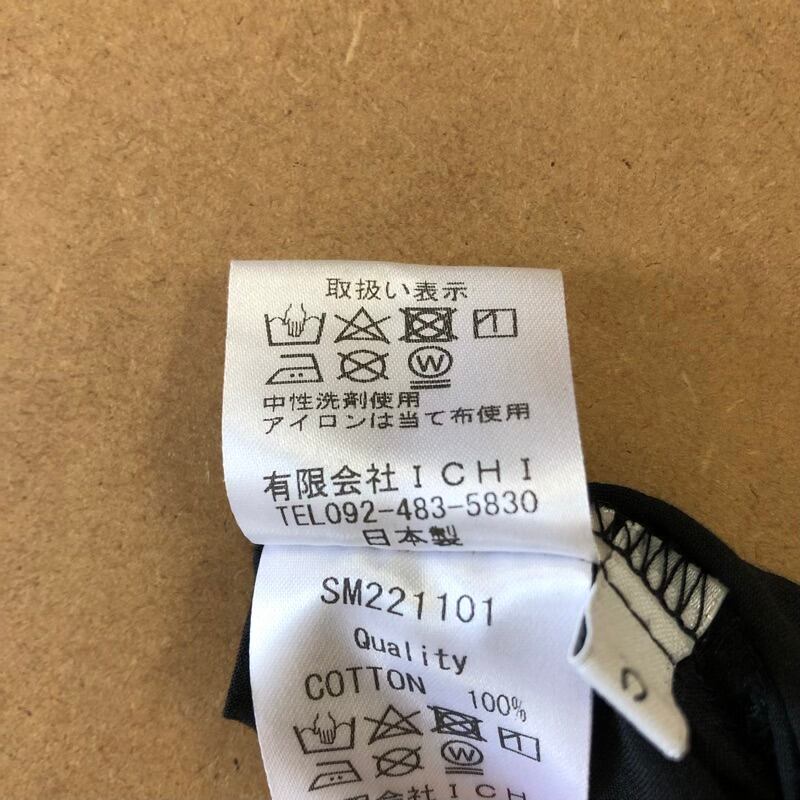 取扱い表示
W
中性洗剤使用
アイロンは当て布使用
有限会社ICHI
TEL092-483-5830
日本製
SM221101
Quality
COTTON 100%
W